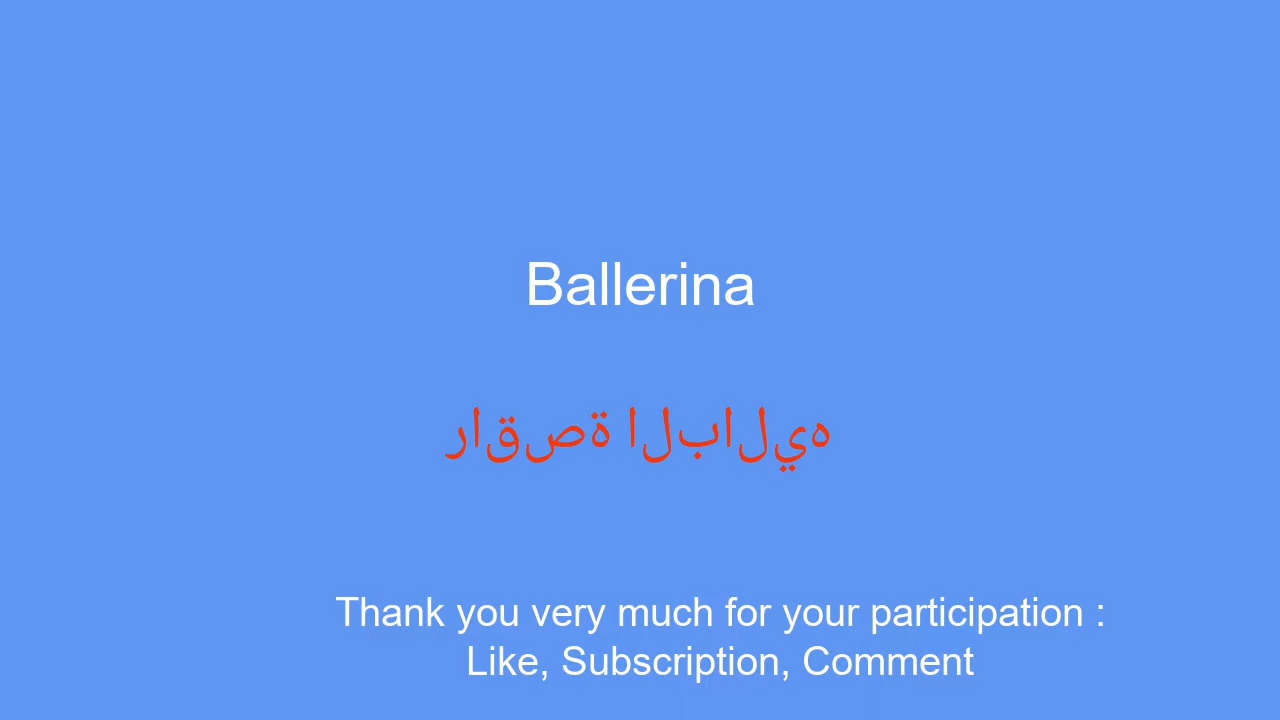 Ballerina
راقصة الباليه
Thank you very much for your participation :
Like, Subscription, Comment